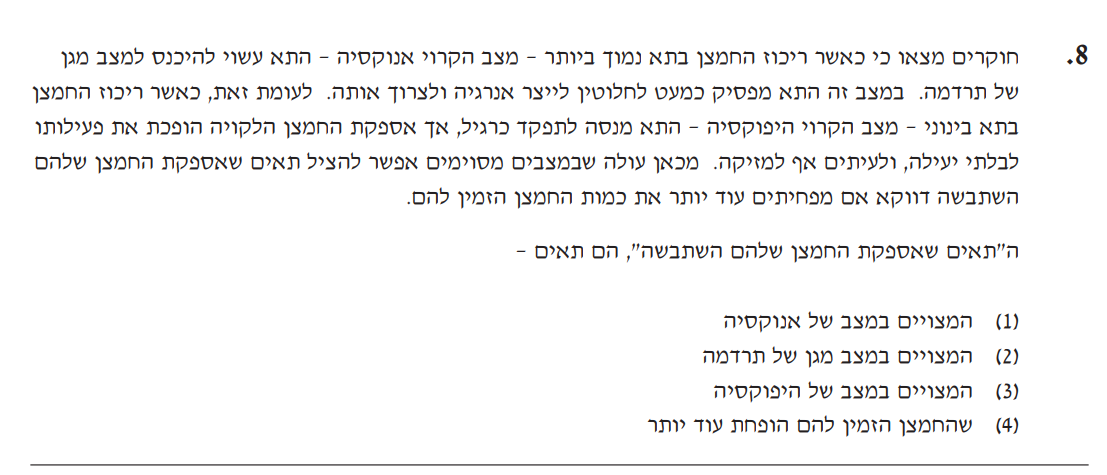 8. חוקרים מצאו כי כאשר ריכוז החמצן בתא נמוך ביותר – מצב הקרוי אנוקסיה – התא עשוי להיכנס למצב מגן
של תרדמה. במצב זה התא מפסיק כמעט לחלוטין לייצר אנרגיה ולצרוך אותה. לעומת זאת, כאשר ריכוז החמצן
בתא בינוני – מצב הקרוי היפוקסיה – התא מנסה לתפקד כרגיל, אך אספקת החמצן הלקויה הופכת את פעילותו
לבלתי יעילה, ולעיתים אף למזיקה. מכאן עולה שבמצבים מסוימים אפשר להציל תאים שאספקת החמצן שלהם
השתבשה דווקא אם מפחיתים עוד יותר את כמות החמצן הזמין להם.
ה"תאים שאספקת החמצן שלהם השתבשה", הם תאים –
(1) המצויים במצב של אנוקסיה
(2) המצויים במצב מגן של תרדמה
(3) המצויים במצב של היפוקסיה
(4) שהחמצן הזמין להם הופחת עוד יותר